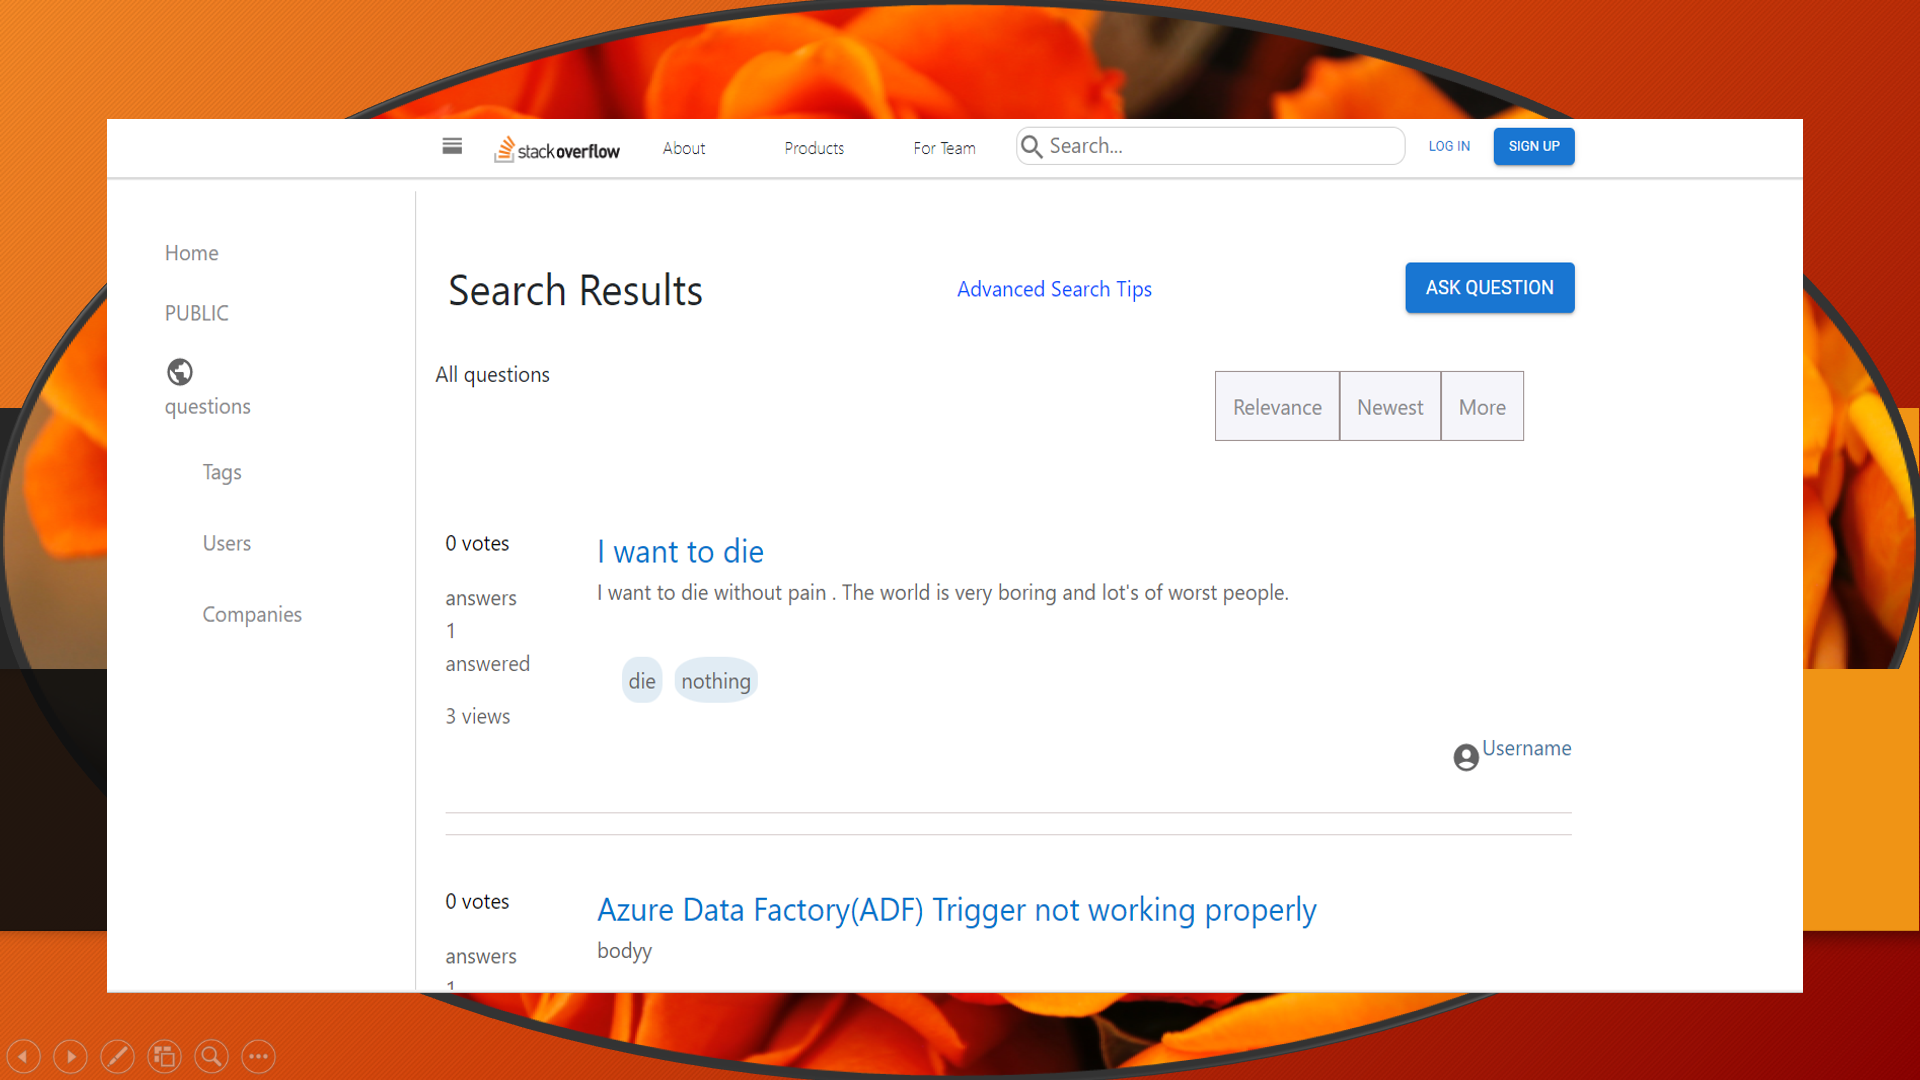 stackoverflow About Products For Team Search... LOG IN SIGN UP
Home
PUBLIC
questions
Tags
Users
Companies
Search Results Advanced Search Tips ASK QUESTION
All questions
Relevance Newest More
0 votes
answers
1
answered
3 views
I want to die
I want to die without pain . The world is very boring and lot's of worst people.
die nothing
Username
0 votes
answers
1
Azure Data Factory(ADF) Trigger not working properly
bodyy